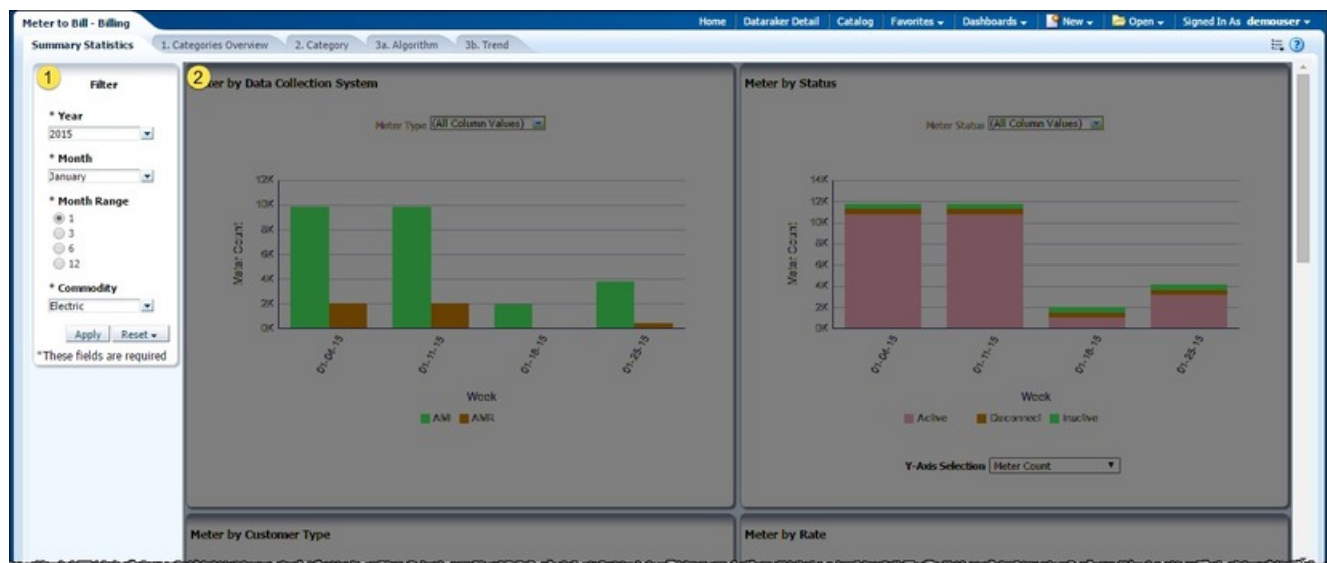 Meter to Bill - Billing
Home Dataraker Detail Catalog Favorites Dashboards New Open Signed In As demouser
Summary Statistics 1. Categories Overview 2. Category 3a. Algorithm 3b. Trend
1
Filter
* Year
2015
* Month
January
* Month Range
1
3
6
12
* Commodity
Electric
Apply Reset
*These fields are required
2
Meter by Data Collection System
Meter Type (All Column Values)
12K
10K
8K
6K
4K
2K
0K
Meter Count
01-04-15
01-11-15
01-18-15
01-25-15
Week
AMI AMR
Meter by Status
Meter Status (All Column Values)
14K
12K
10K
8K
6K
4K
2K
0K
Meter Count
01-04-15
01-11-15
01-18-15
01-25-15
Week
Active Disconnect Inactive
Y-Axis Selection Meter Count
Meter by Customer Type
Meter by Rate